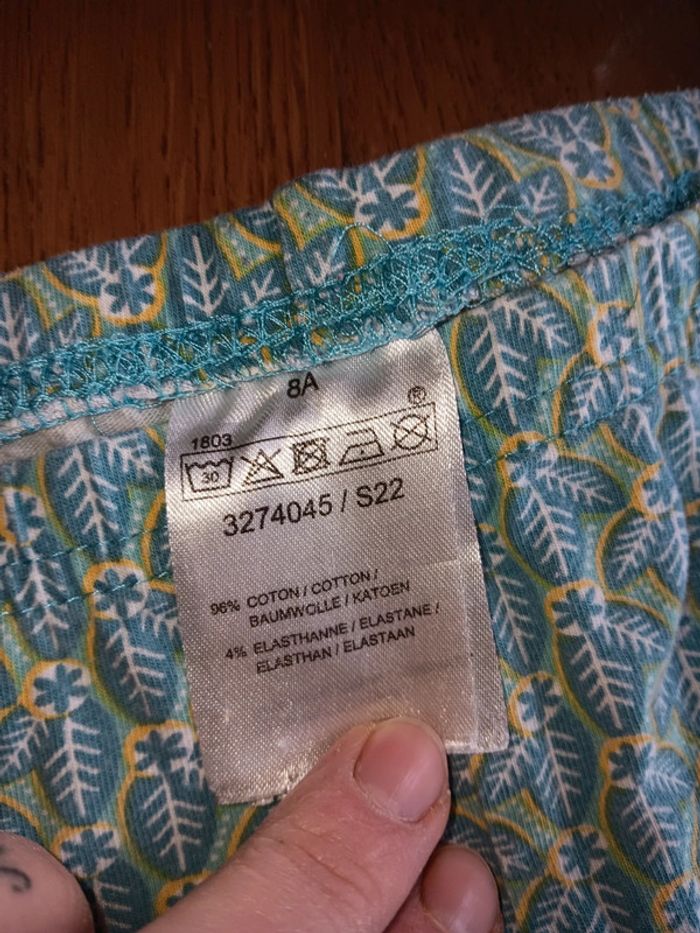 8A
®
1803
30
3274045 / S22
96% COTON / COTTON /
BAUMWOLLE / KATOEN
4% ELASTHANNE / ELASTANE /
ELASTHAN / ELASTAAN